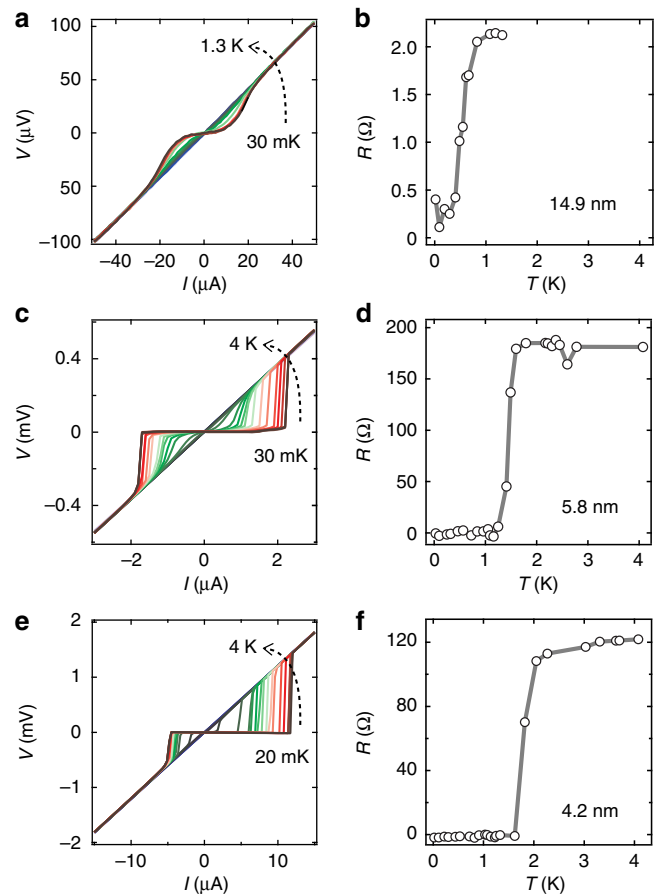 a
100
50
0
50
−100
V (μV)
1.3 K
30 mK
−40
−20
0
20
40
I (μA)
b
2.0
1.5
1.0
0.5
0
R (Ω)
14.9 nm
0
1
2
3
4
T (K)
c
0.4
0
−0.4
V (mV)
4 K
30 mK
−2
0
2
I (μA)
d
200
150
100
50
0
R (Ω)
5.8 nm
0
1
2
3
4
T (K)
e
2
1
0
−1
−2
V (mV)
4 K
20 mK
−10
0
10
I (μA)
f
120
80
40
0
R (Ω)
4.2 nm
0
1
2
3
4
T (K)